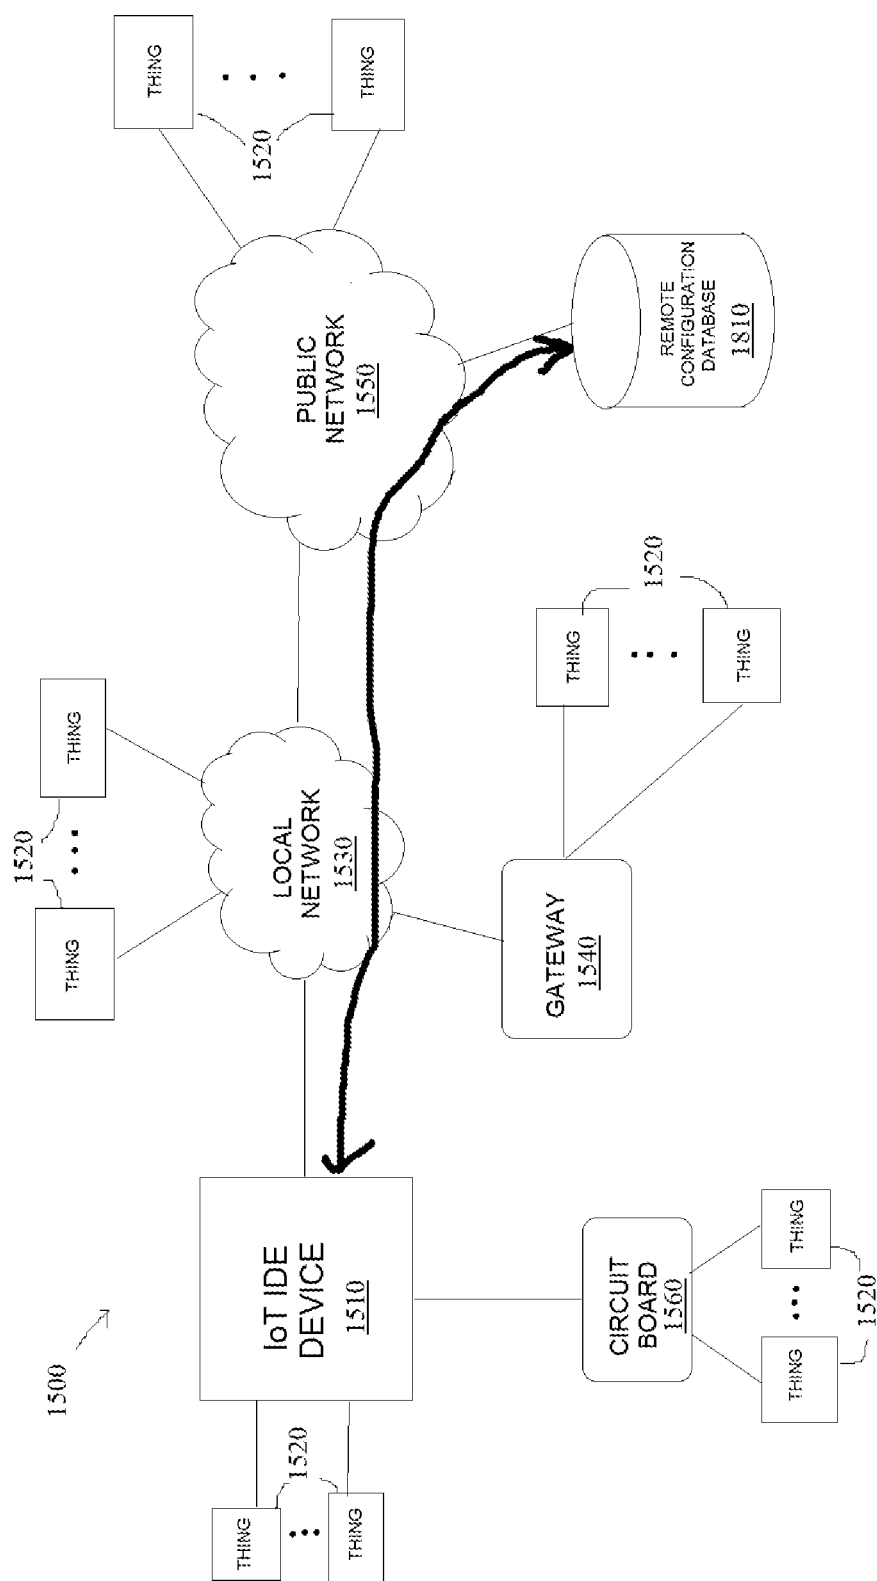 1500
1520
THING
THING
THING
1520
THING
THING
1520
THING
IoT IDE
DEVICE
1510
LOCAL
NETWORK
1530
PUBLIC
NETWORK
1550
GATEWAY
1540
THING
1520
THING
REMOTE
CONFIGURATION
DATABASE
1810
CIRCUIT
BOARD
1560
THING
THING
1520